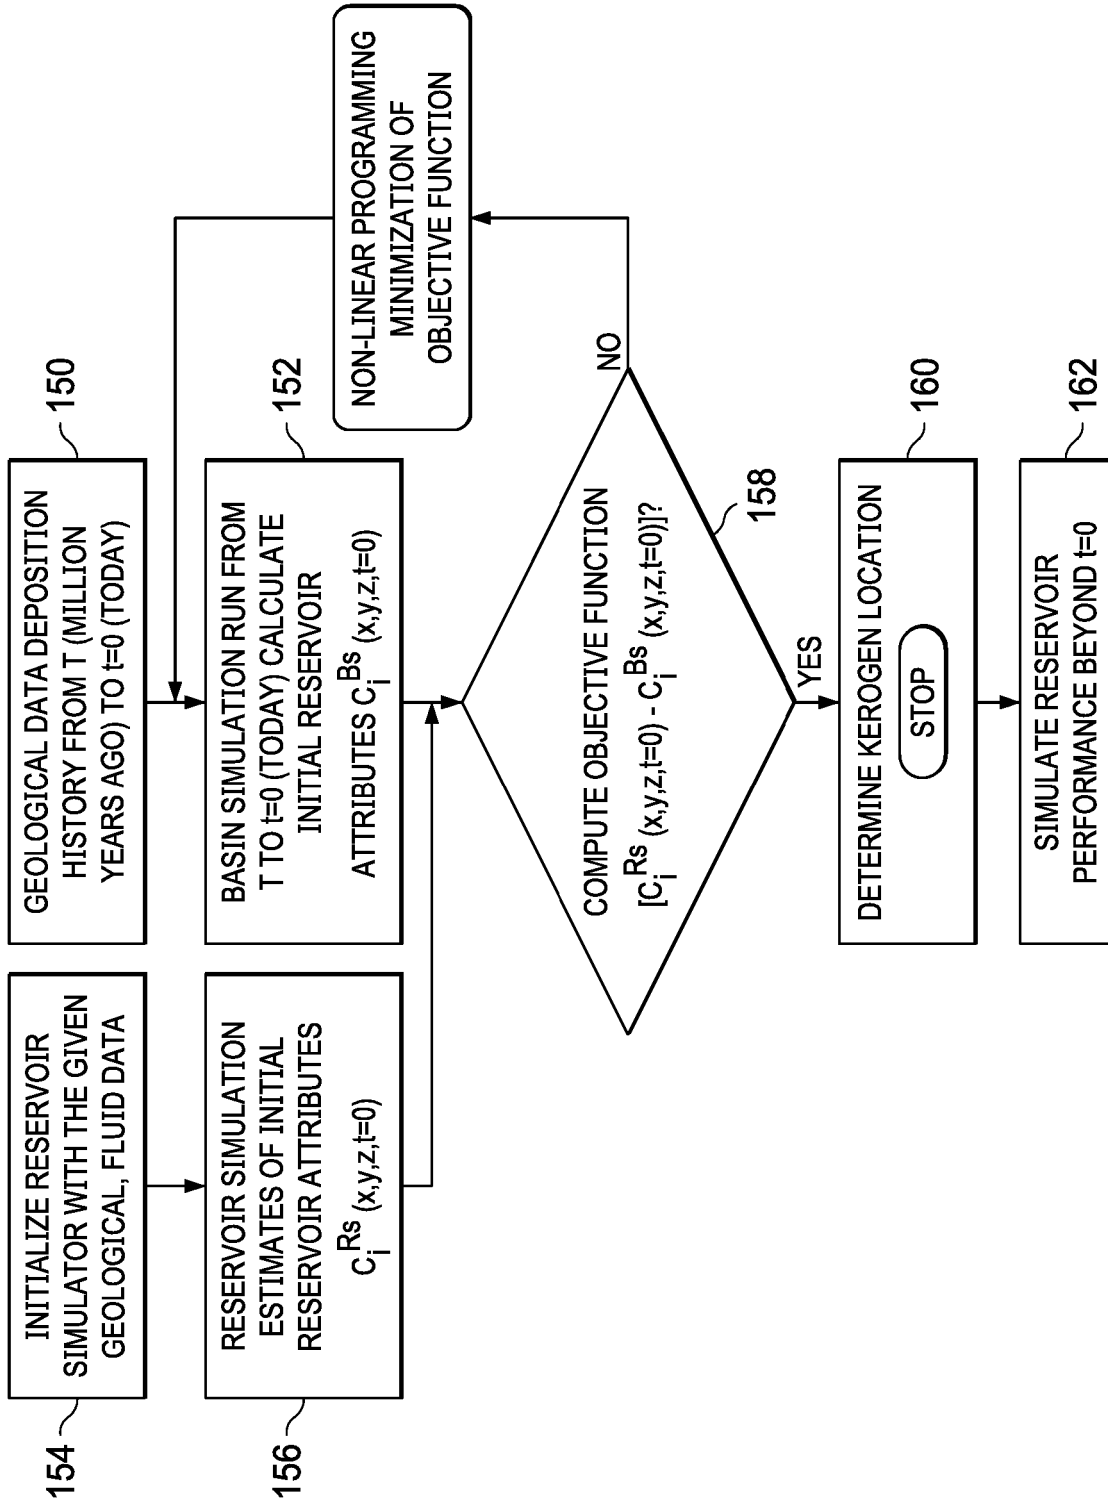 154
INITIALIZE RESERVOIR
SIMULATOR WITH THE GIVEN
GEOLOGICAL, FLUID DATA
GEOLOGICAL DATA DEPOSITION
HISTORY FROM T (MILLION
YEARS AGO) TO t=0 (TODAY)
150
156
RESERVOIR SIMULATION
ESTIMATES OF INITIAL
RESERVOIR ATTRIBUTES
C_i^Rs (x,y,z,t=0)
BASIN SIMULATION RUN FROM
T TO t=0 (TODAY) CALCULATE
INITIAL RESERVOIR
ATTRIBUTES C_i^Bs (x,y,z,t=0)
152
NON-LINEAR PROGRAMMING
MINIMIZATION OF
OBJECTIVE FUNCTION
COMPUTE OBJECTIVE FUNCTION
[C_i^Rs (x,y,z,t=0) - C_i^Bs (x,y,z,t=0)]?
NO
158
YES
DETERMINE KEROGEN LOCATION
STOP
160
SIMULATE RESERVOIR
PERFORMANCE BEYOND t=0
162